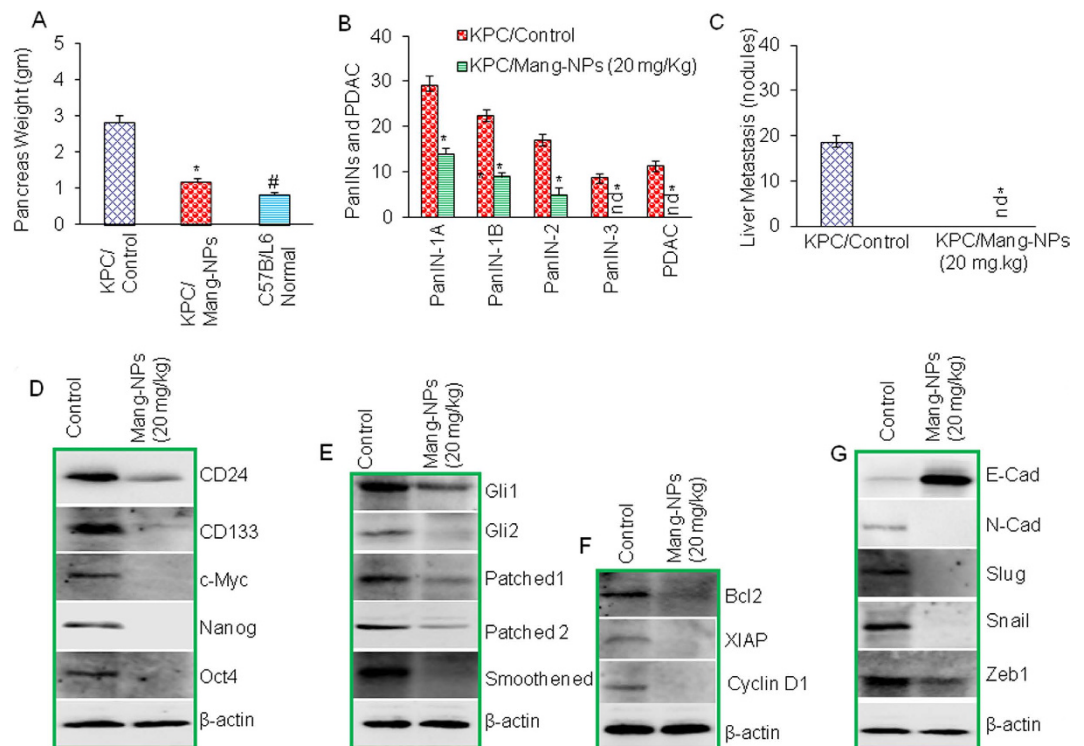 A
Pancreas Weight (gm)
5
4
3
2
1
0
*
#
KPC/
Control
KPC/
Mang-NPs
C57B/L6
Normal
B
KPC/Control
KPC/Mang-NPs (20 mg/Kg)
PanINs and PDAC
40
30
20
10
0
*
*
*
*
nd*
nd*
PanIN-1A
PanIN-1B
PanIN-2
PanIN-3
PDAC
C
Liver Metastasis (nodules)
50
40
30
20
10
0
nd*
KPC/Control
KPC/Mang-NPs
(20 mg.kg)
D
Control
Mang-NPs
(20 mg/kg)
CD24
CD133
c-Myc
Nanog
Oct4
β-actin
E
Control
Mang-NPs
(20 mg/kg)
Gli1
Gli2
Patched1
Patched 2
Smoothened
β-actin
F
Control
Mang-NPs
(20 mg/kg)
Bcl2
XIAP
Cyclin D1
β-actin
G
Control
Mang-NPs
(20 mg/kg)
E-Cad
N-Cad
Slug
Snail
Zeb1
β-actin